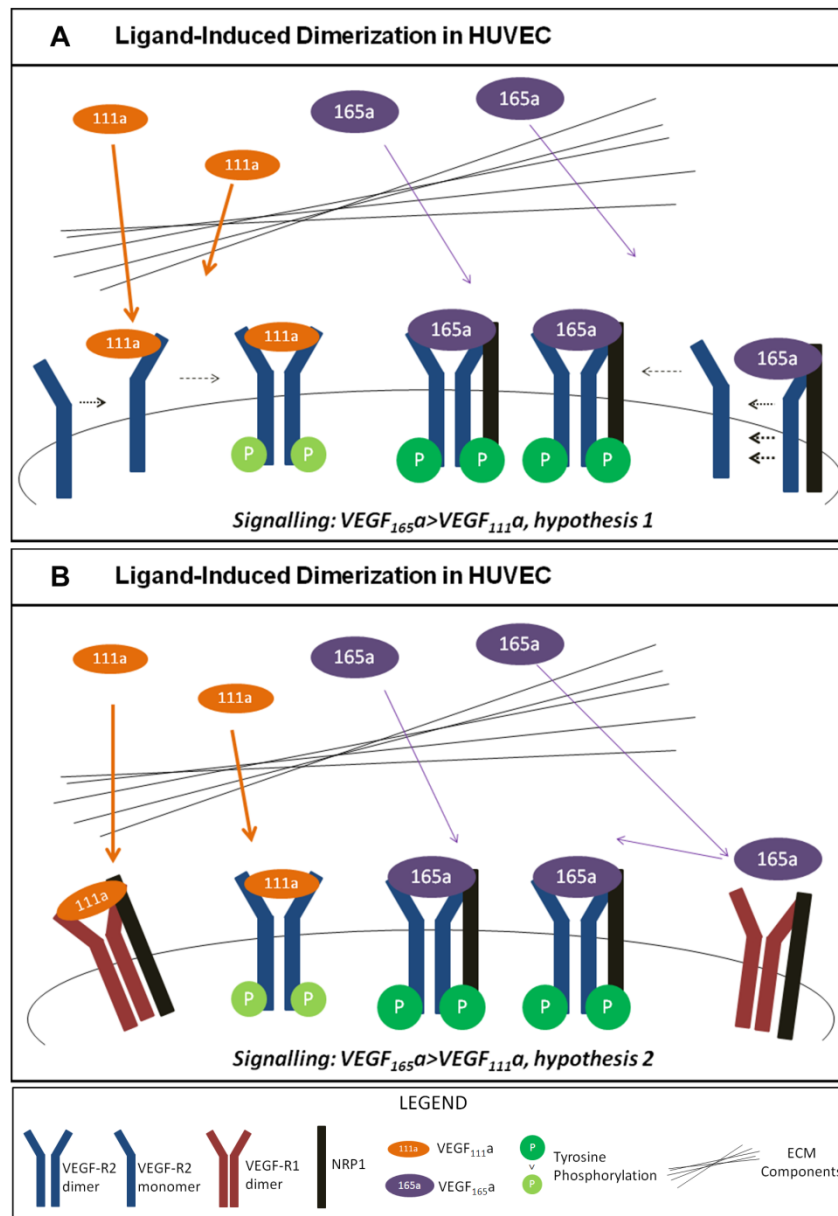 A Ligand-Induced Dimerization in HUVEC
165a
111a
165a
111a
165a
165a
111a
111a
165a
P P P P P P
Signalling: VEGF165a>VEGF111a, hypothesis 1
B Ligand-Induced Dimerization in HUVEC
165a
111a
165a
111a
165a
165a
165a
111a
111a
P P P P P P
Signalling: VEGF165a>VEGF111a, hypothesis 2
LEGEND
VEGF-R2
dimer
VEGF-R2
monomer
VEGF-R1
dimer
NRP1
111a VEGF111a
165a VEGF165a
P
v
P
Tyrosine
Phosphorylation
ECM
Components